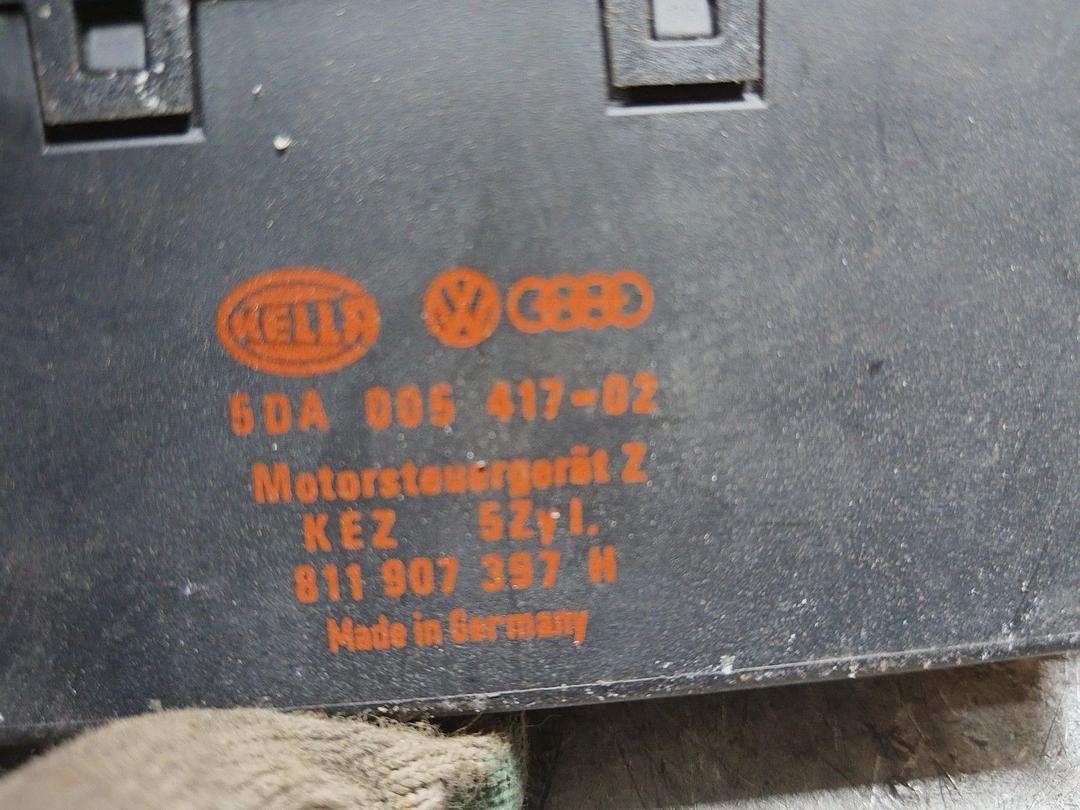 HELLA
5DA 005 417-02
Motorsteuergerät Z
KEZ 5Zyl.
811 907 397 H
Made in Germany